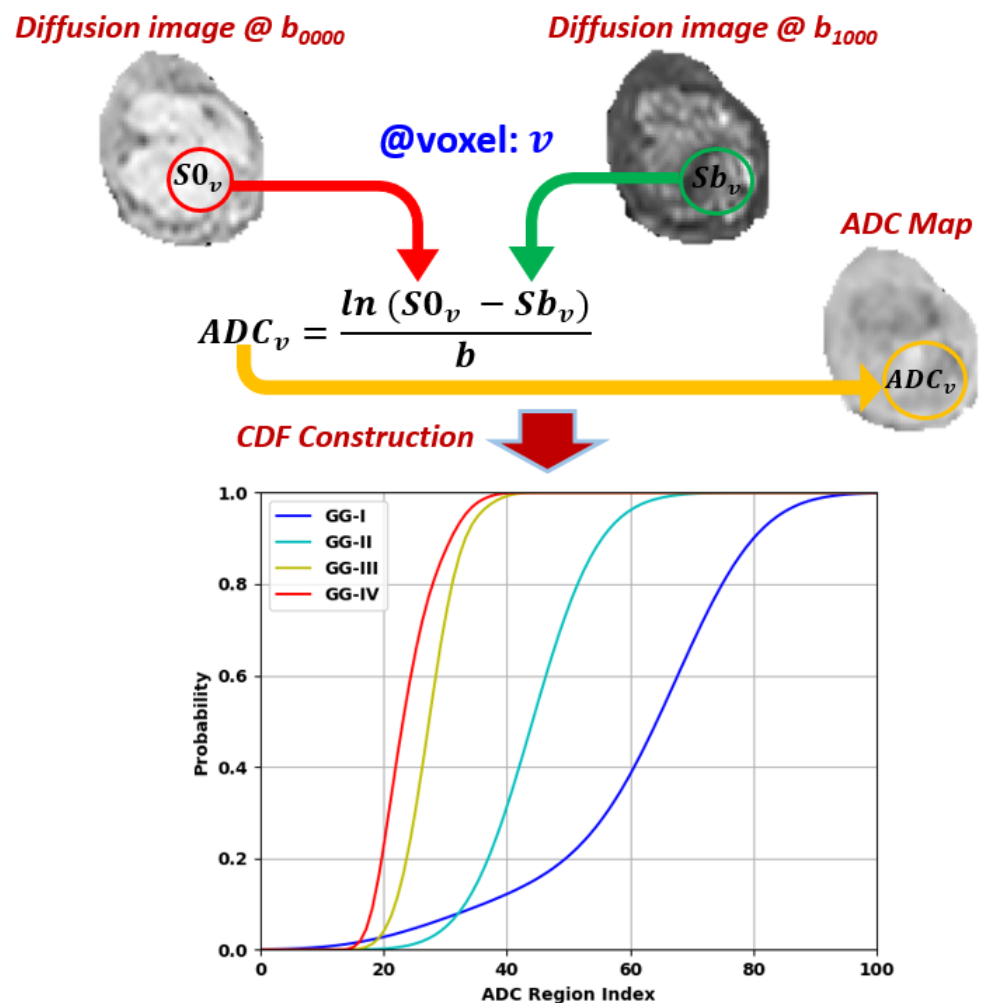 Diffusion image @ b0000
Diffusion image @ b1000
@voxel: v
S0v
Sbv
ADC Map
ADCv = ln (S0v − Sbv) / b
ADCv
CDF Construction
1.0
0.8
0.6
0.4
0.2
0.0
Probability
GG-I
GG-II
GG-III
GG-IV
0 20 40 60 80 100
ADC Region Index